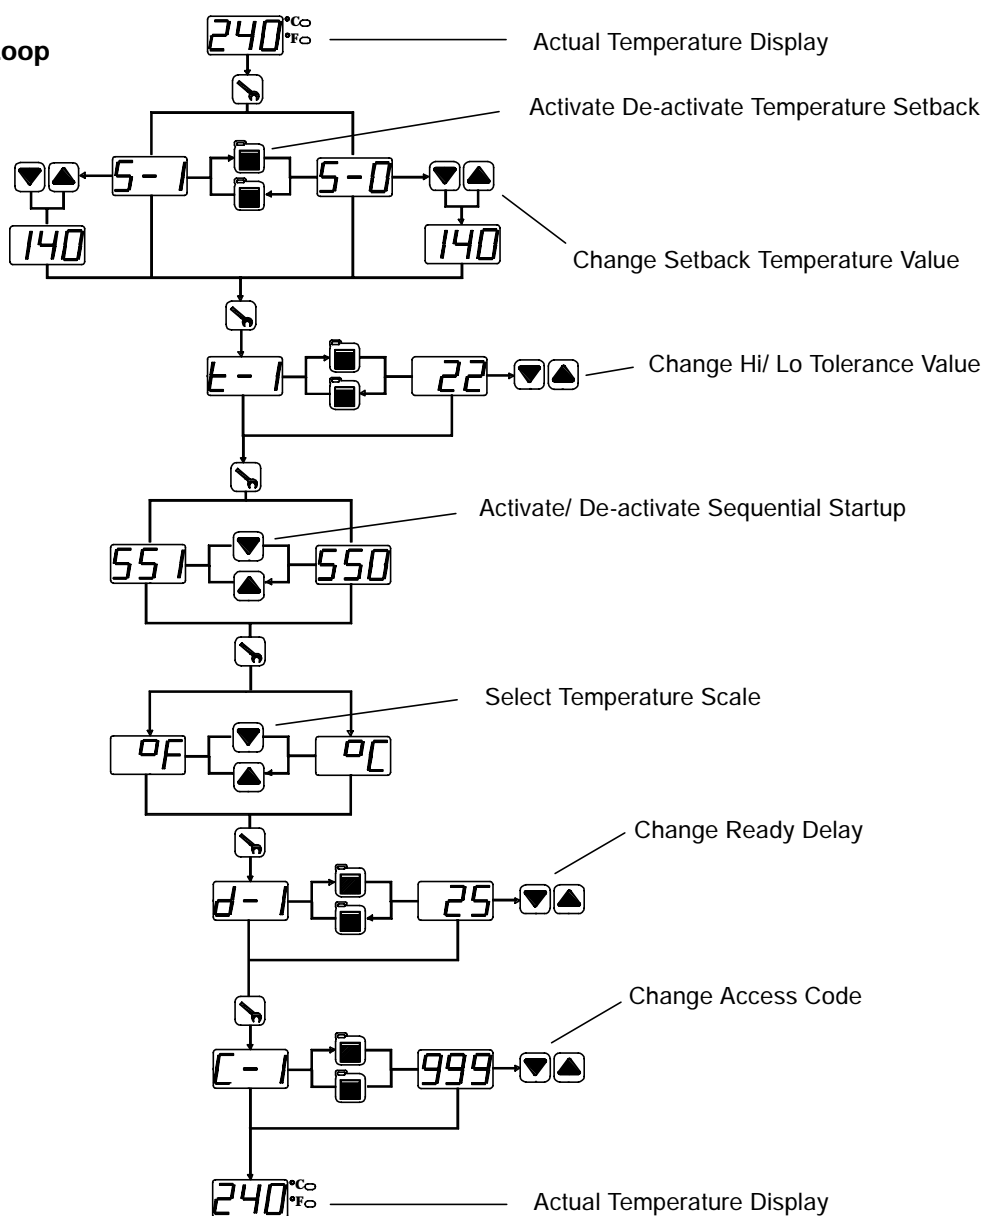 240 °C
°F
Actual Temperature Display
oop
Activate De-activate Temperature Setback
S-1
S-0
140
140
Change Setback Temperature Value
t-1
22
Change Hi/ Lo Tolerance Value
Activate/ De-activate Sequential Startup
SS1
SS0
Select Temperature Scale
°F
°C
Change Ready Delay
d-1
25
Change Access Code
C-1
999
240 °C
°F
Actual Temperature Display